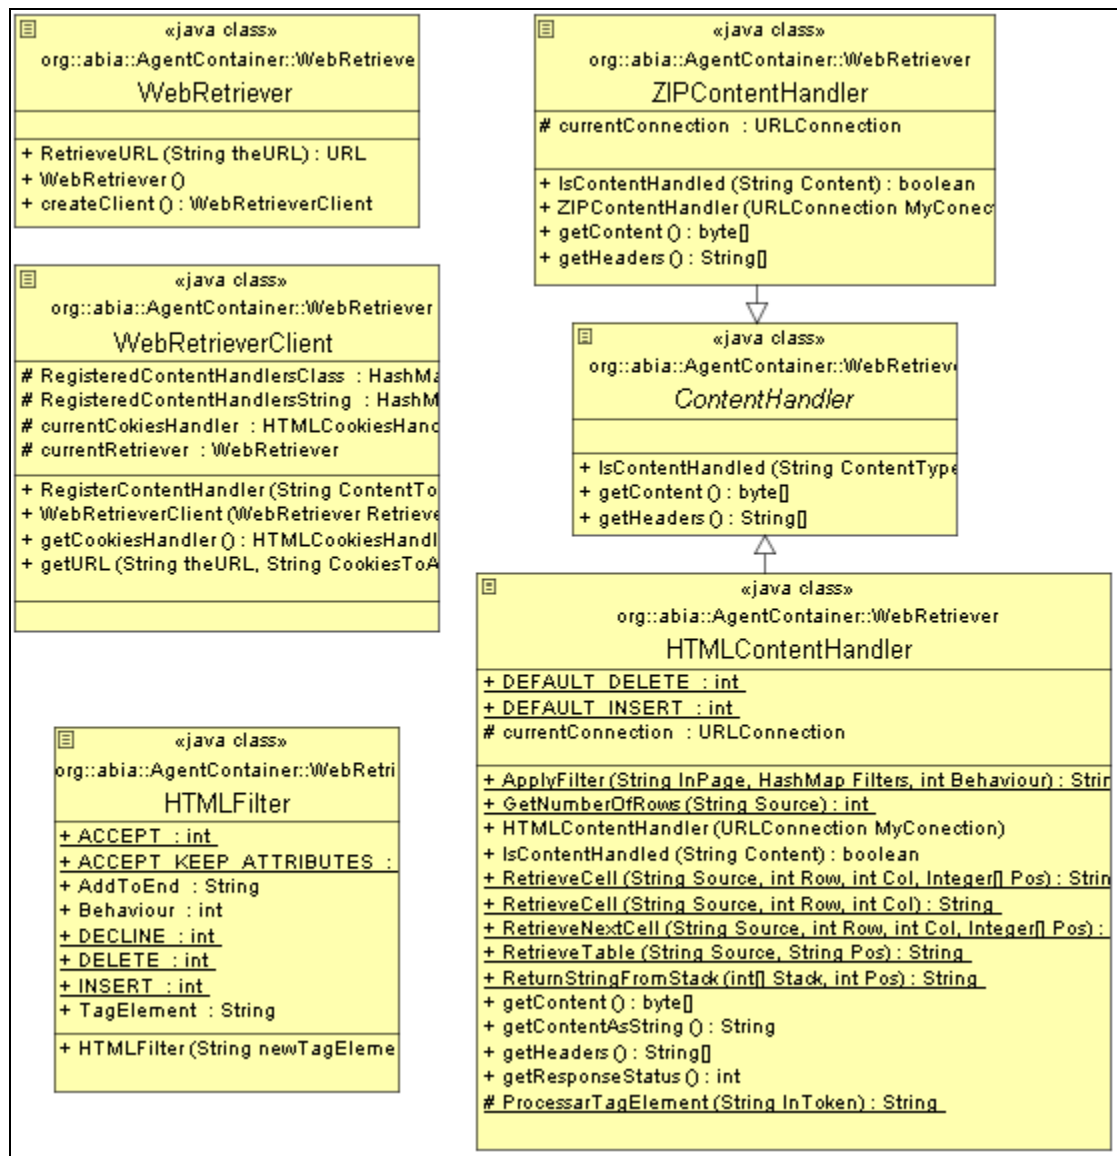 «java class»
org::abia::AgentContainer::WebRetrieve
WebRetriever
+ RetrieveURL (String theURL) : URL
+ WebRetriever ()
+ createClient () : WebRetrieverClient
«java class»
org::abia::AgentContainer::WebRetriever
ZIPContentHandler
# currentConnection : URLConnection
+ IsContentHandled (String Content) : boolean
+ ZIPContentHandler (URLConnection MyConect
+ getContent () : byte[]
+ getHeaders () : String[]
«java class»
org::abia::AgentContainer::WebRetriever
WebRetrieverClient
# RegisteredContentHandlersClass : HashMa
# RegisteredContentHandlersString : HashM
# currentCokiesHandler : HTMLCookiesHand
# currentRetriever : WebRetriever
+ RegisterContentHandler (String ContentTo
+ WebRetrieverClient (WebRetriever Retrieve
+ getCookiesHandler () : HTMLCookiesHandl
+ getURL (String theURL, String CookiesToA
«java class»
org::abia::AgentContainer::WebRetrieve
ContentHandler
+ IsContentHandled (String ContentType
+ getContent () : byte[]
+ getHeaders () : String[]
«java class»
org::abia::AgentContainer::WebRetriever
HTMLContentHandler
+ DEFAULT_DELETE : int
+ DEFAULT_INSERT : int
# currentConnection : URLConnection
+ ApplyFilter (String InPage, HashMap Filters, int Behaviour) : Strin
+ GetNumberOfRows (String Source) : int
+ HTMLContentHandler (URLConnection MyConection)
+ IsContentHandled (String Content) : boolean
+ RetrieveCell (String Source, int Row, int Col, Integer[] Pos) : Strin
+ RetrieveCell (String Source, int Row, int Col) : String
+ RetrieveNextCell (String Source, int Row, int Col, Integer[] Pos) :
+ RetrieveTable (String Source, String Pos) : String
+ ReturnStringFromStack (int[] Stack, int Pos) : String
+ getContent () : byte[]
+ getContentAsString () : String
+ getHeaders () : String[]
+ getResponseStatus () : int
# ProcessarTagElement (String InToken) : String
«java class»
org::abia::AgentContainer::WebRetri
HTMLFilter
+ ACCEPT : int
+ ACCEPT_KEEP_ATTRIBUTES :
+ AddToEnd : String
+ Behaviour : int
+ DECLINE : int
+ DELETE : int
+ INSERT : int
+ TagElement : String
+ HTMLFilter (String newTagEleme